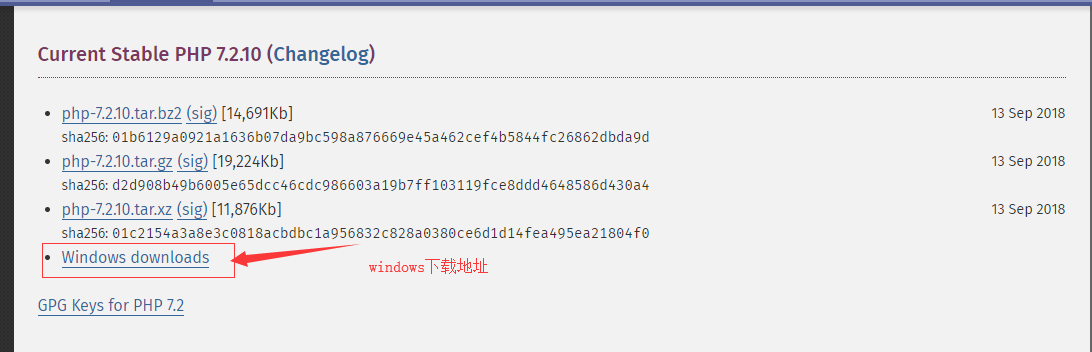 Current Stable PHP 7.2.10 (Changelog)
php-7.2.10.tar.bz2 (sig) [14,691Kb] 13 Sep 2018
sha256: 01b6129a0921a1636b07da9bc598a876669e45a462cef4b5844fc26862dbda9d
php-7.2.10.tar.gz (sig) [19,224Kb] 13 Sep 2018
sha256: d2d908b49b6005e65dcc46cdc986603a19b7ff103119fce8ddd4648586d430a4
php-7.2.10.tar.xz (sig) [11,876Kb] 13 Sep 2018
sha256: 01c2154a3a8e3c0818acbdbc1a956832c828a0380ce6d1d14fea495ea21804f0
Windows downloads
windows下载地址
GPG Keys for PHP 7.2